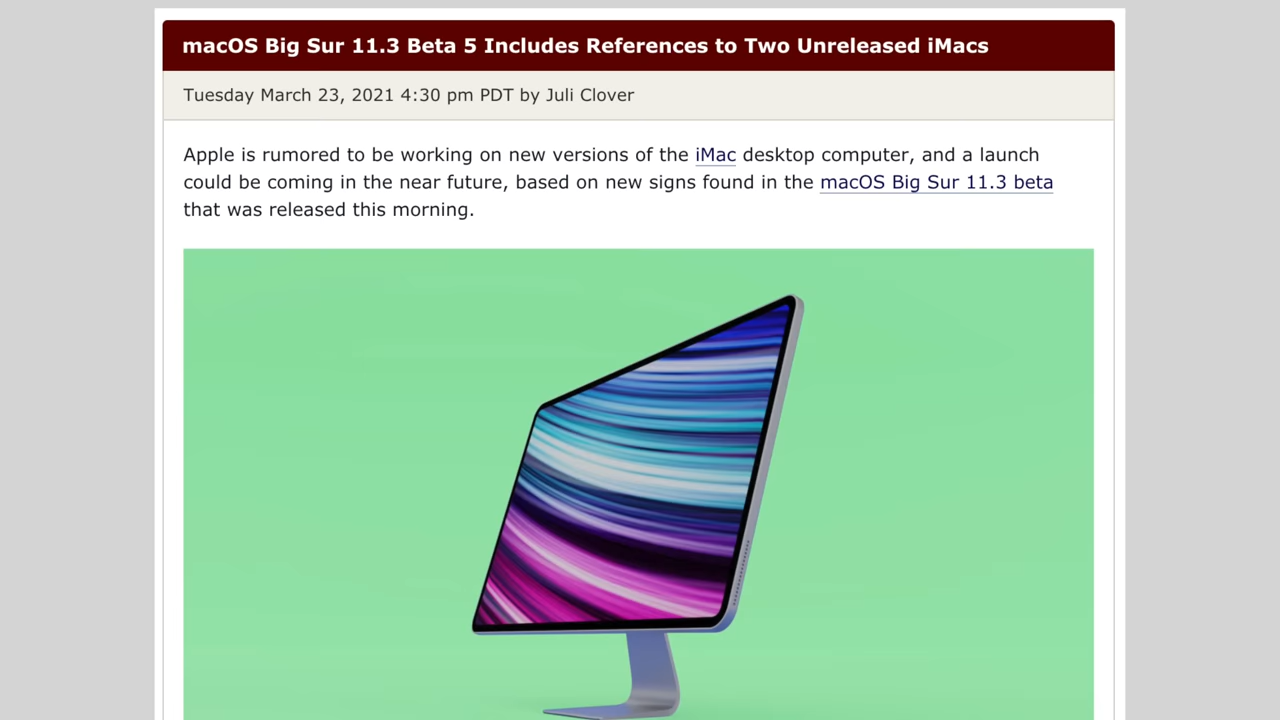 macOS Big Sur 11.3 Beta 5 Includes References to Two Unreleased iMacs
Tuesday March 23, 2021 4:30 pm PDT by Juli Clover
Apple is rumored to be working on new versions of the iMac desktop computer, and a launch
could be coming in the near future, based on new signs found in the macOS Big Sur 11.3 beta
that was released this morning.